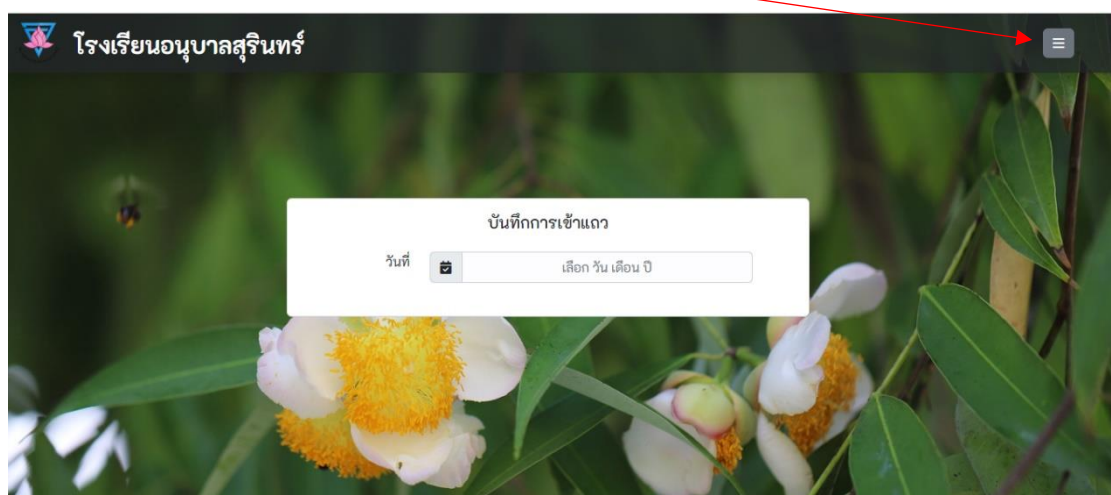 โรงเรียนอนุบาลสุรินทร์
บันทึกการเข้าแถว
วันที่
เลือก วัน เดือน ปี